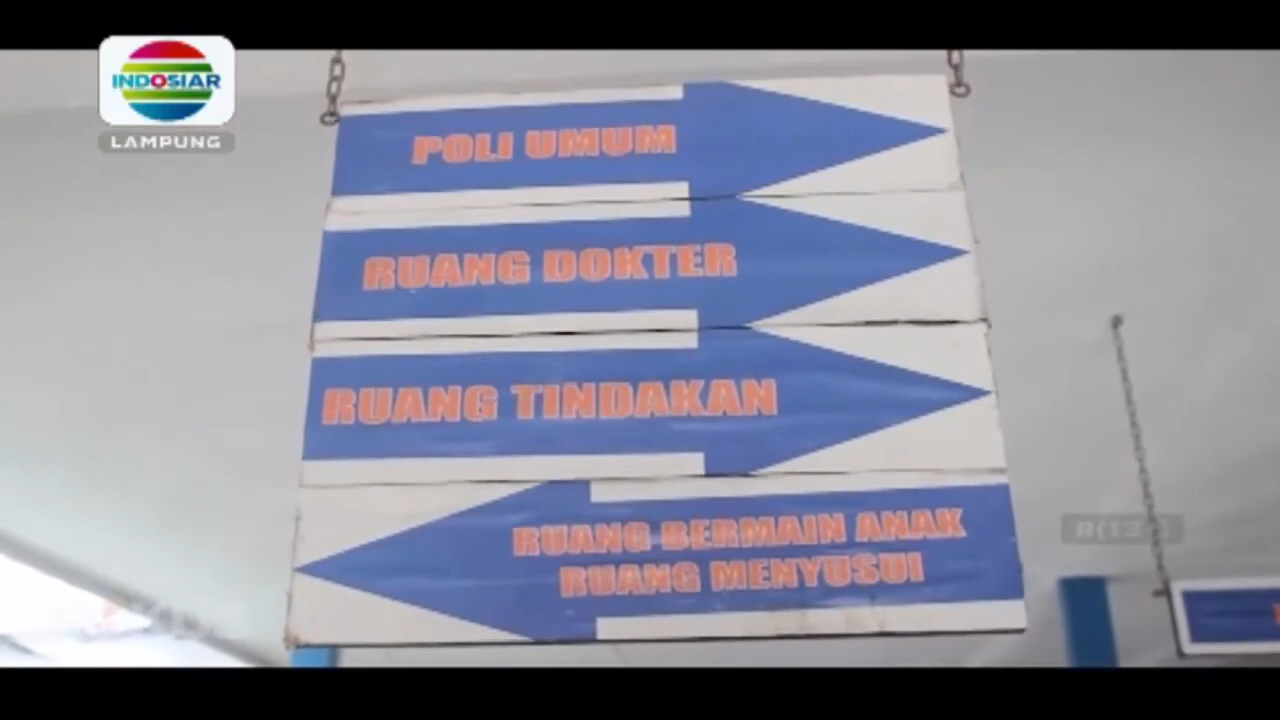 INDOSIAR
LAMPUNG
POLI UMUM
RUANG DOKTER
RUANG TINDAKAN
RUANG BERMAIN ANAK
RUANG MENYUSUI